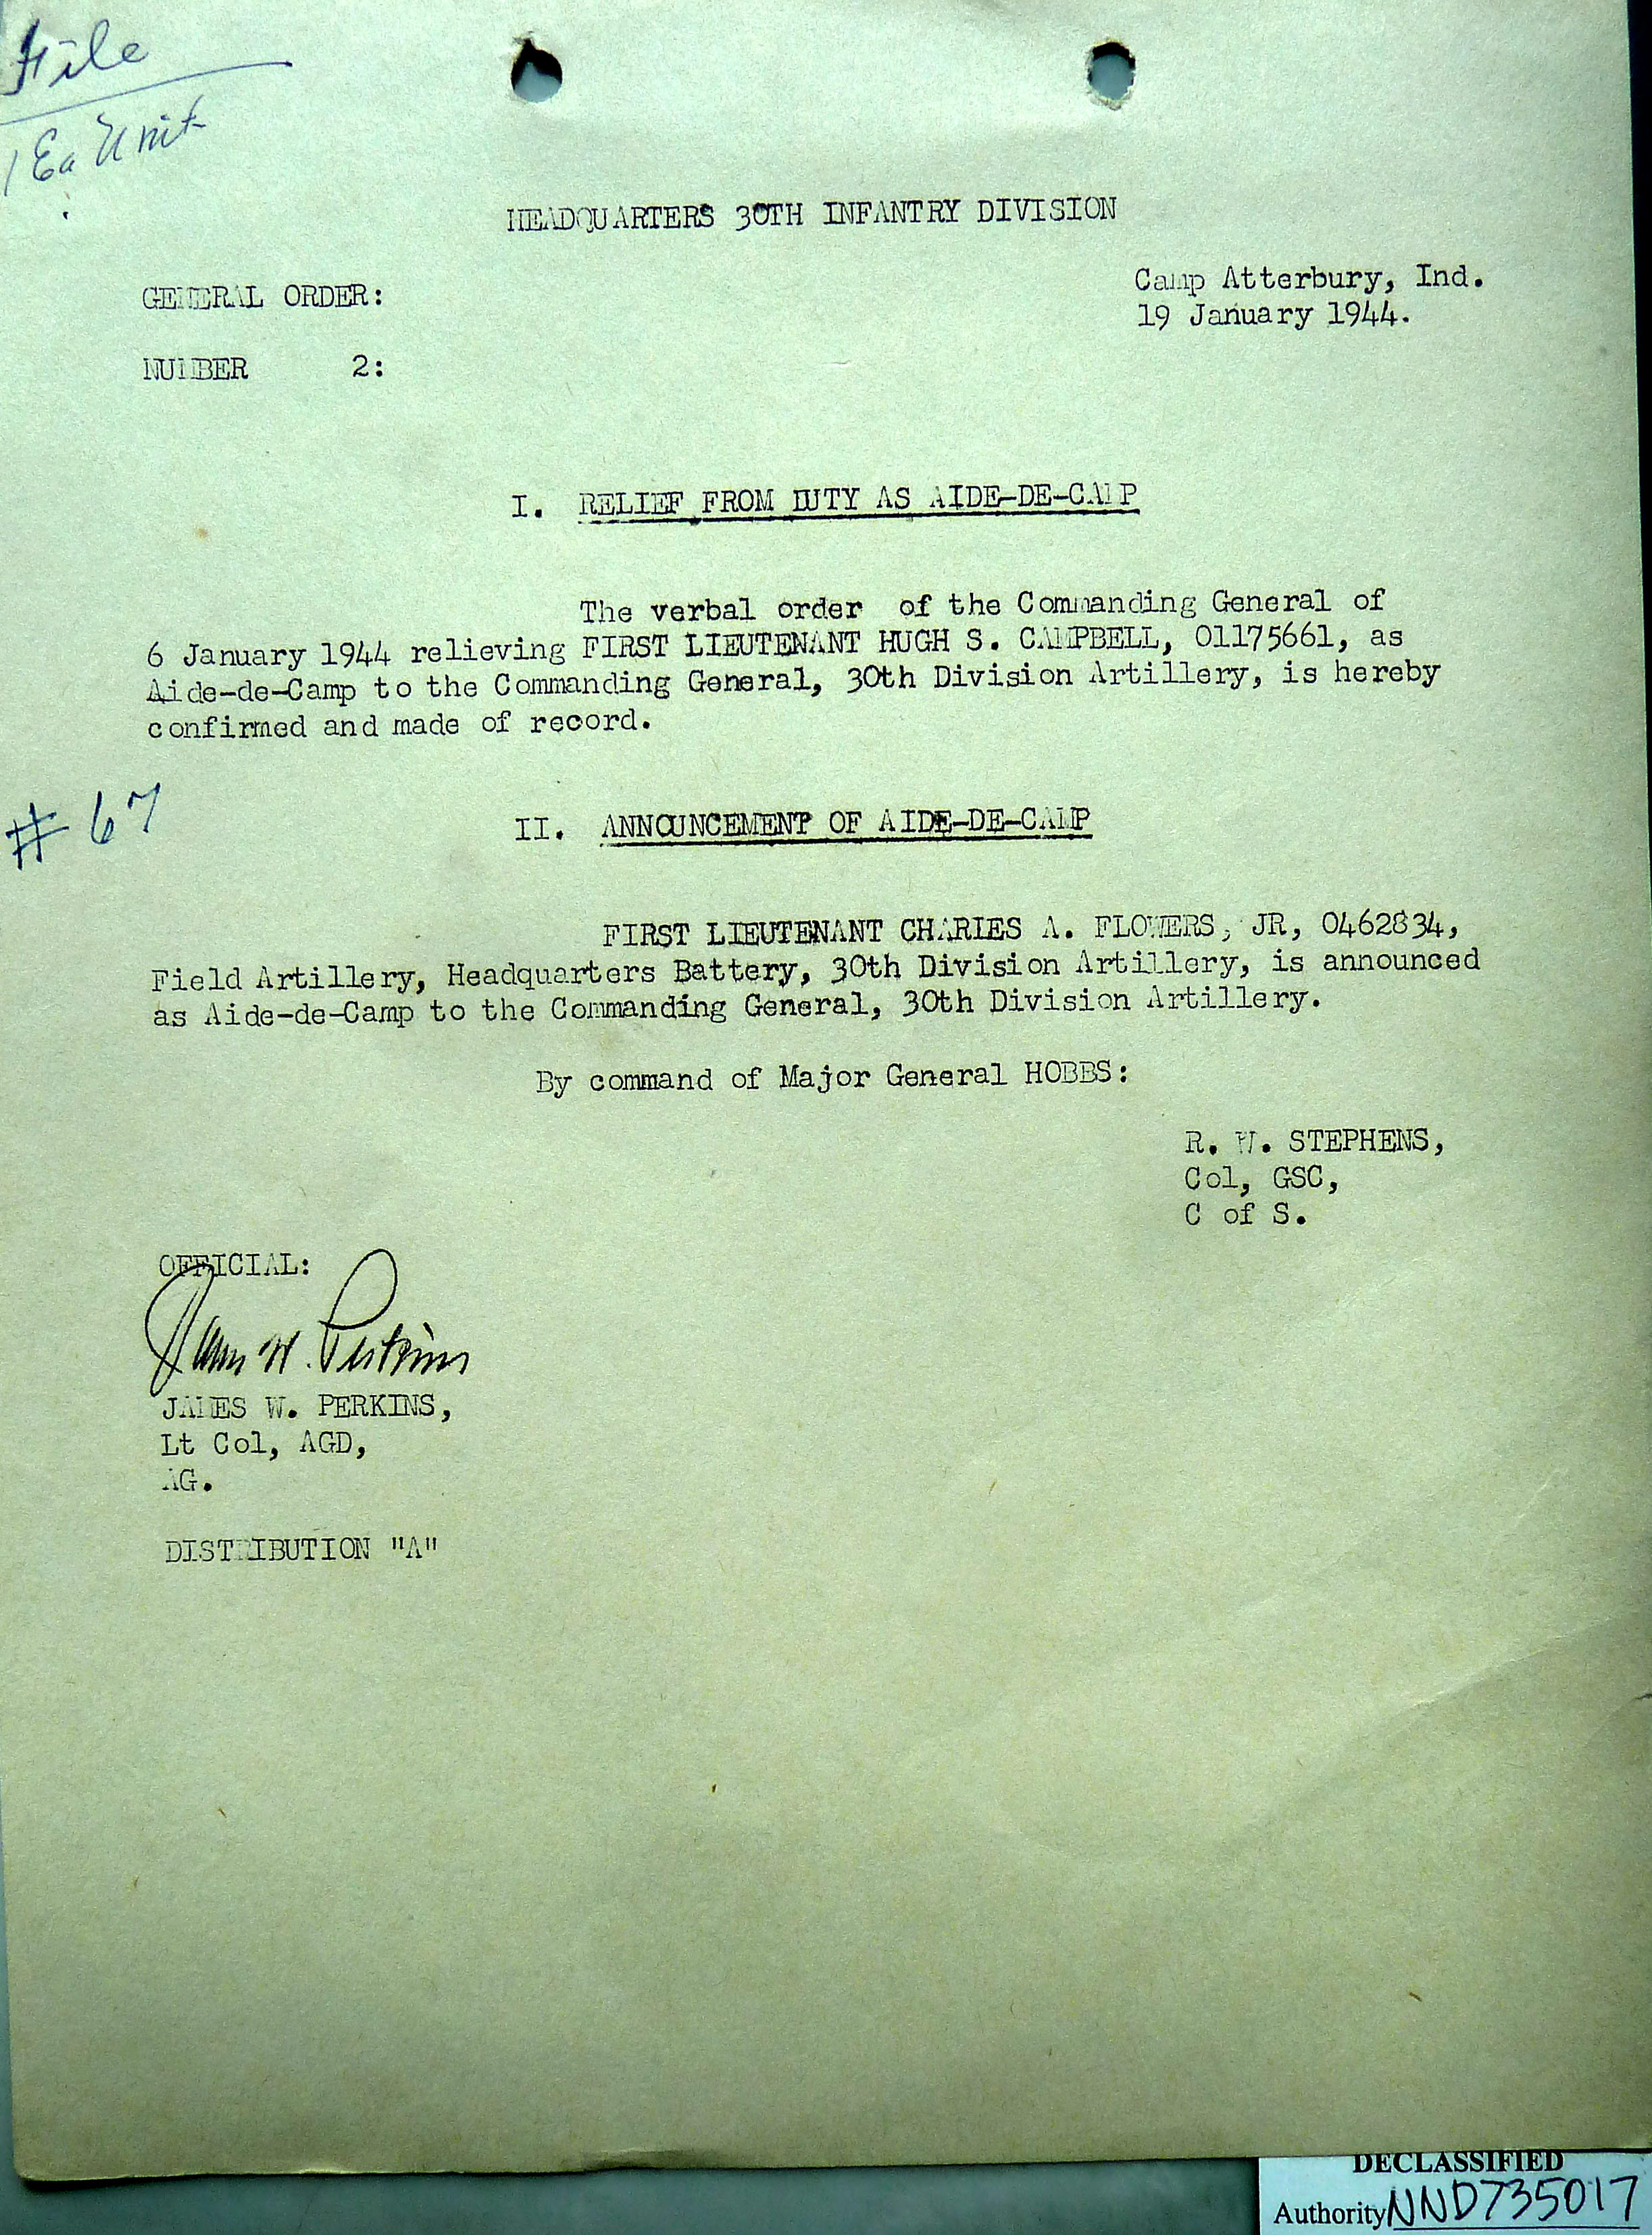 File
1 Ea Unit
HEADQUARTERS 30TH INFANTRY DIVISION
GENERAL ORDER:
Camp Atterbury, Ind.
19 January 1944.
NUMBER 2:
I. RELIEF FROM DUTY AS AIDE-DE-CAMP
The verbal order of the Commanding General of
6 January 1944 relieving FIRST LIEUTENANT HUGH S. CAMPBELL, O1175661, as
Aide-de-Camp to the Commanding General, 30th Division Artillery, is hereby
confirmed and made of record.
# 67
II. ANNOUNCEMENT OF AIDE-DE-CAMP
FIRST LIEUTENANT CHARLES A. FLOWERS, JR, O462834,
Field Artillery, Headquarters Battery, 30th Division Artillery, is announced
as Aide-de-Camp to the Commanding General, 30th Division Artillery.
By command of Major General HOBBS:
R. W. STEPHENS,
Col, GSC,
C of S.
OFFICIAL:
James W. Perkins
JAMES W. PERKINS,
Lt Col, AGD,
AG.
DISTRIBUTION "A"
DECLASSIFIED
Authority NND735017